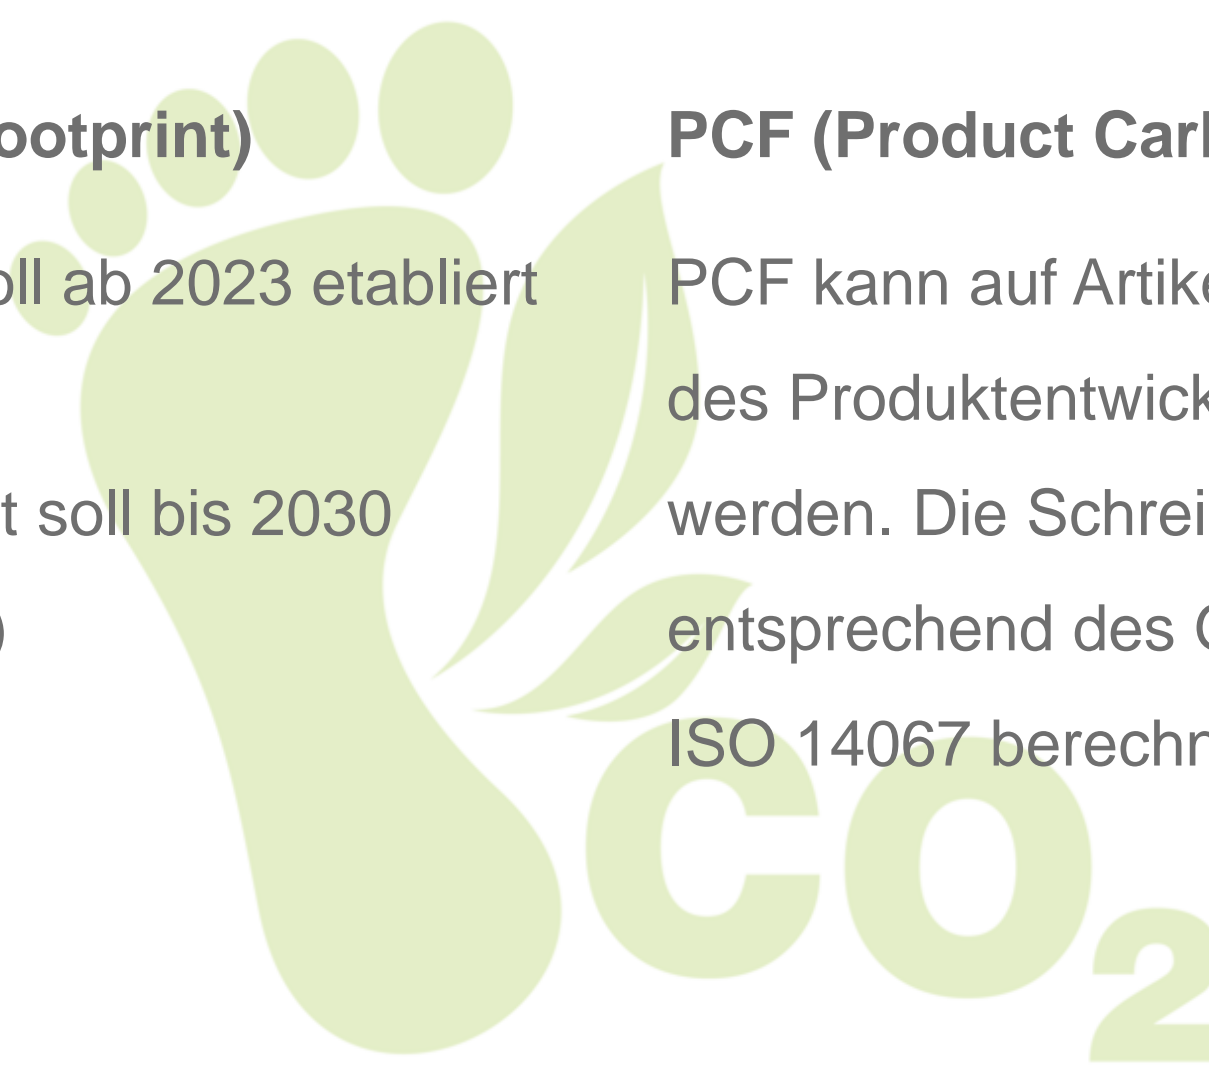 ootprint)
oll ab 2023 etabliert
t soll bis 2030
)
PCF (Product Carl
PCF kann auf Artike
des Produktentwick
werden. Die Schrei
entsprechend des
ISO 14067 berechn
CO₂